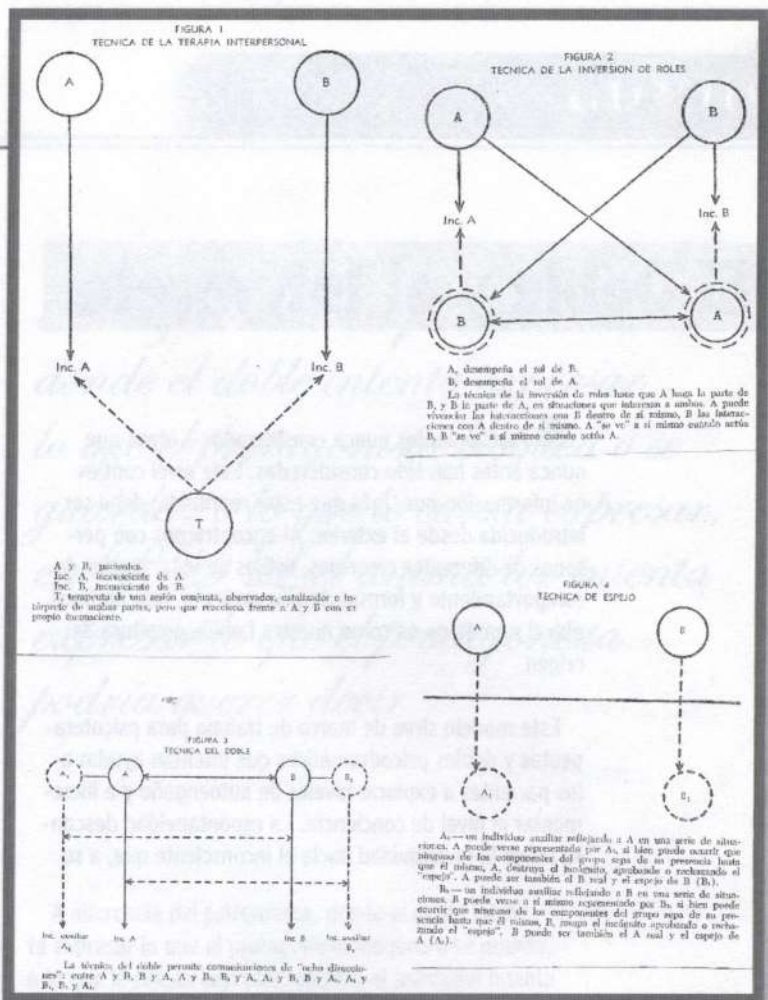 FIGURA 1
TECNICA DE LA TERAPIA INTERPERSONAL
A
B
Inc. A
Inc. B
T
A y B, pacientes.
Inc. A, inconsciente de A.
Inc. B, inconsciente de B.
T, terapeuta de una sesión conjunta, observador, catalizador e in-
térprete de ambas partes, pero que reacciona frente a A y B con su
propio inconsciente.
FIGURA 2
TECNICA DE LA INVERSION DE ROLES
A
B
Inc. A
Inc. B
B
A
A, desempeña el rol de B.
B, desempeña el rol de A.
La técnica de la inversión de roles hace que A haga la parte de
B, y B la parte de A, en situaciones que interesan a ambos. A puede
vivenciar las interacciones con B dentro de sí mismo, B las interac-
ciones con A dentro de sí mismo. A "se ve" a sí mismo cuando actúa
B, B "se ve" a sí mismo cuando actúa A.
FIGURA 3
TECNICA DEL DOBLE
A
B
B₁
Inc. auxiliar
Inc. auxiliar
La técnica del doble permite comunicaciones de "ocho direccio-
nes": entre A y B, B y A, A y B₁, B₁ y A, A₁ y B, B y A₁, A₁ y
B₁, B₁ y A₁.
FIGURA 4
TECNICA DE ESPEJO
A
B
A₁
B₁
A₁ — un individuo auxiliar reflejando a A en una serie de situa-
ciones. A puede verse representado por A₁, si bien puede ocurrir que
ninguno de los componentes del grupo sepa de su presencia hasta
que él mismo, A, destruya el incógnito, aprobando o rechazando el
"espejo". A puede ser también el B real y el espejo de B (B₁).
B₁ — un individuo auxiliar reflejando a B en una serie de situa-
ciones. B puede verse a sí mismo representado por B₁, si bien puede
ocurrir que ninguno de los componentes del grupo sepa de su pre-
sencia hasta que él mismo, B, rompa el incógnito aprobando o recha-
zando el "espejo". B puede ser también el A real y el espejo de
A (A₁).